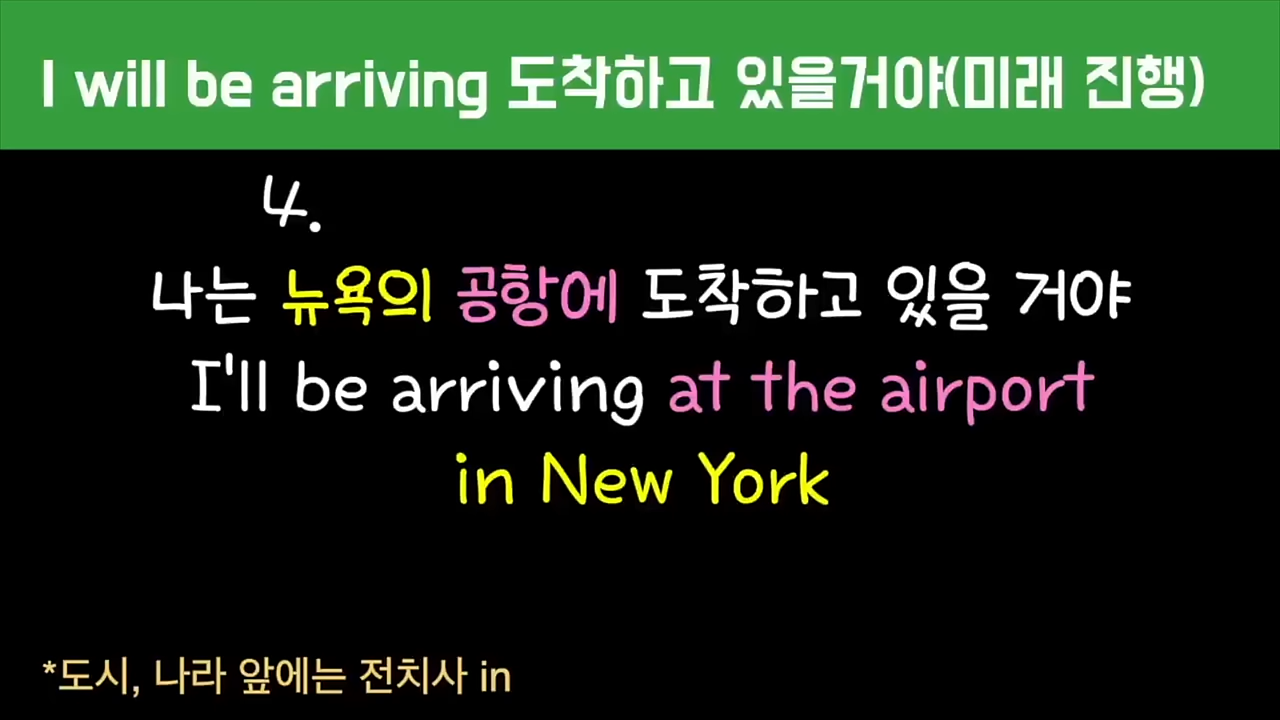 I will be arriving 도착하고 있을거야(미래 진행)
4.
나는 뉴욕의 공항에 도착하고 있을 거야
I'll be arriving at the airport
in New York
*도시, 나라 앞에는 전치사 in